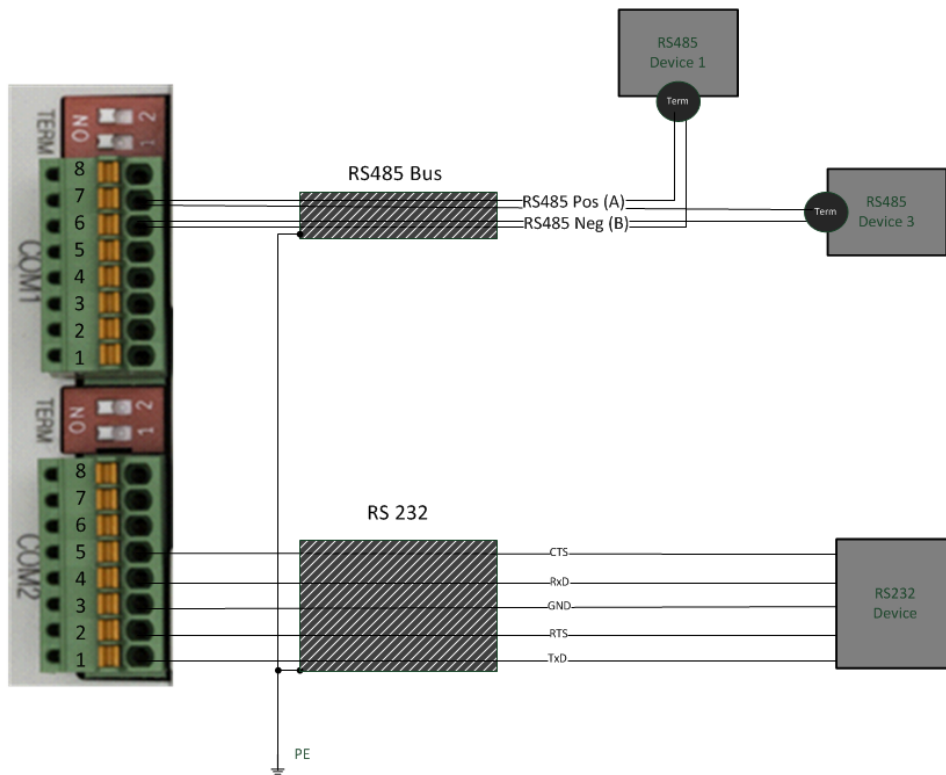 RS485
Device 1
Term
TERM
ON
2
1
8
7
6
5
4
3
2
1
COM1
RS485 Bus
RS485 Pos (A)
RS485 Neg (B)
Term
RS485
Device 3
TERM
ON
2
1
8
7
6
5
4
3
2
1
COM2
RS 232
CTS
RxD
GND
RTS
TxD
RS232
Device
PE